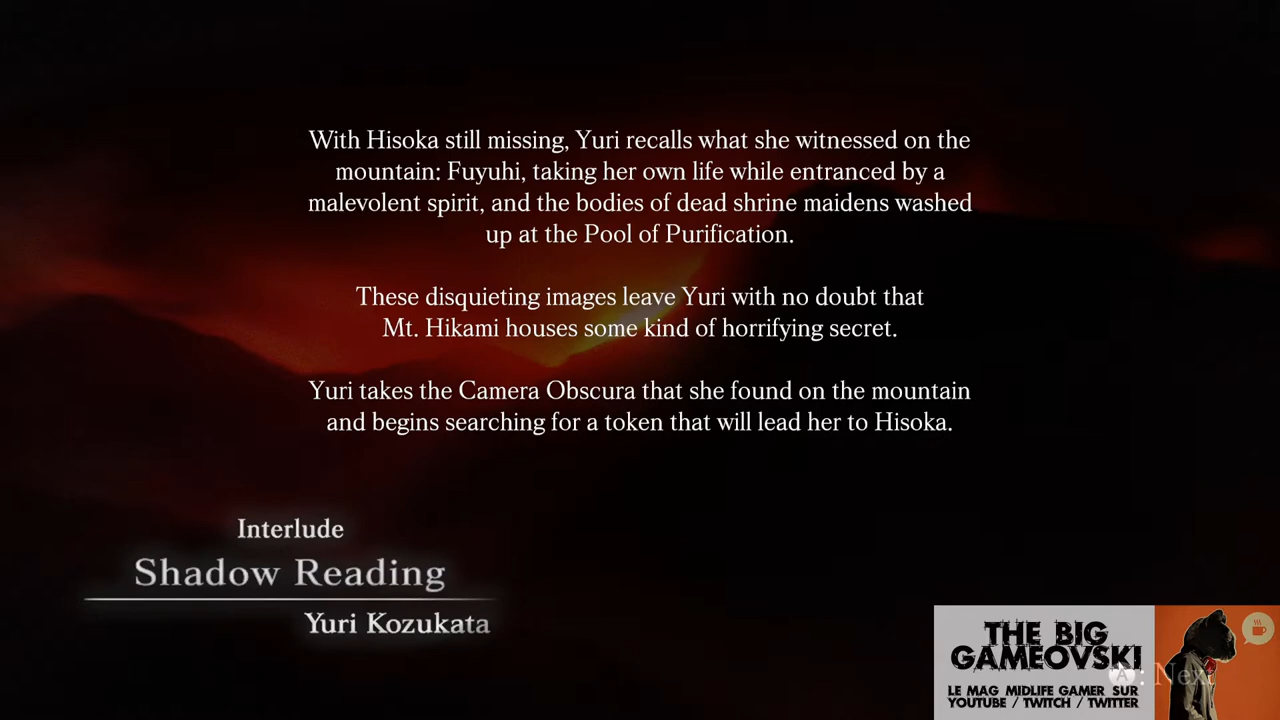 With Hisoka still missing, Yuri recalls what she witnessed on the
mountain: Fuyuhi, taking her own life while entranced by a
malevolent spirit, and the bodies of dead shrine maidens washed
up at the Pool of Purification.
These disquieting images leave Yuri with no doubt that
Mt. Hikami houses some kind of horrifying secret.
Yuri takes the Camera Obscura that she found on the mountain
and begins searching for a token that will lead her to Hisoka.
Interlude
Shadow Reading
Yuri Kozukata
THE BIG
GAMEOVSKI
A: Next
LE MAG MIDLIFE GAMER SUR
YOUTUBE / TWITCH / TWITTER